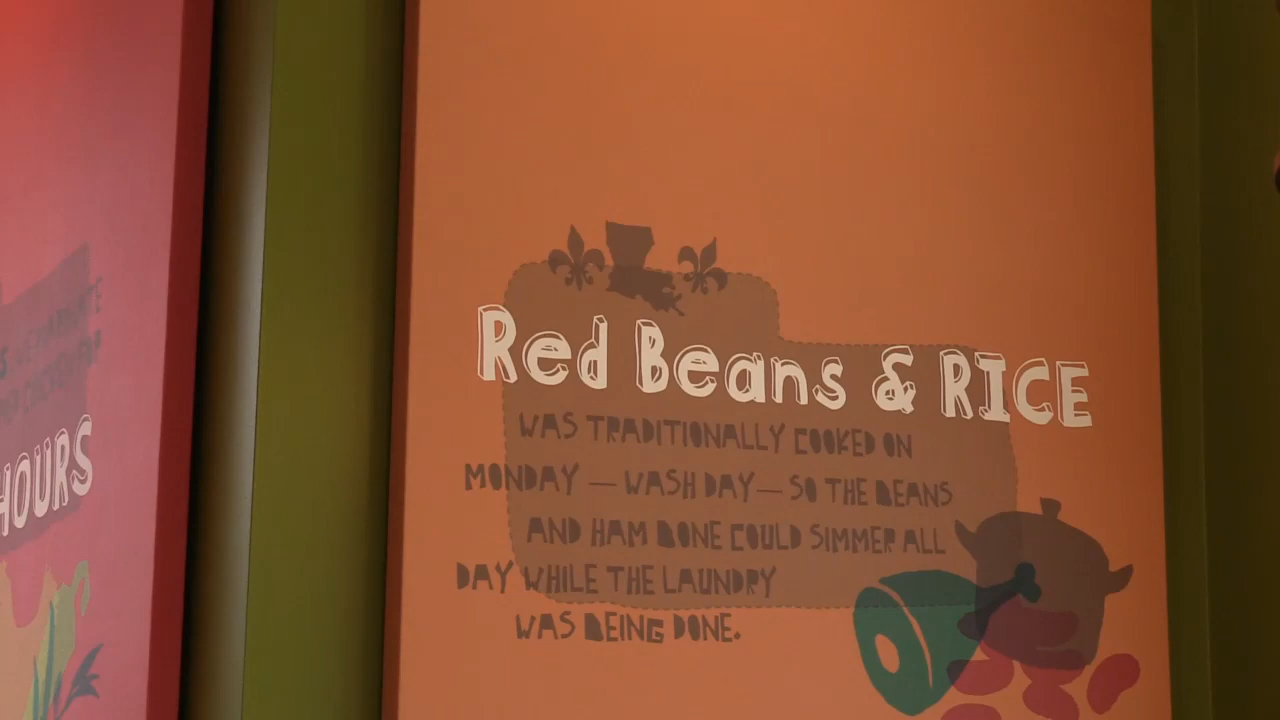 Red Beans & RICE
WAS TRADITIONALLY COOKED ON
MONDAY — WASH DAY — SO THE BEANS
AND HAM BONE COULD SIMMER ALL
DAY WHILE THE LAUNDRY
WAS BEING DONE.
HOURS